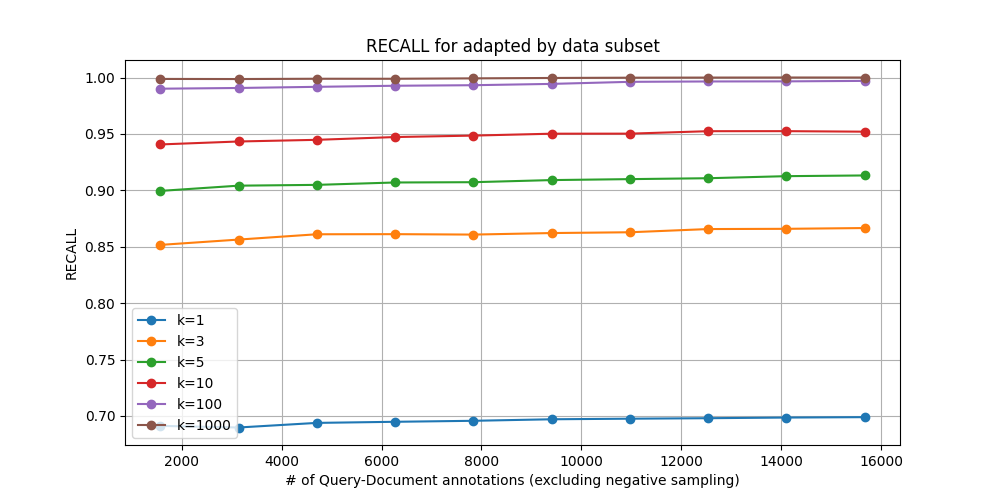 RECALL for adapted by data subset
1.00
0.95
0.90
0.85
0.80
0.75
0.70
RECALL
k=1
k=3
k=5
k=10
k=100
k=1000
2000 4000 6000 8000 10000 12000 14000 16000
# of Query-Document annotations (excluding negative sampling)